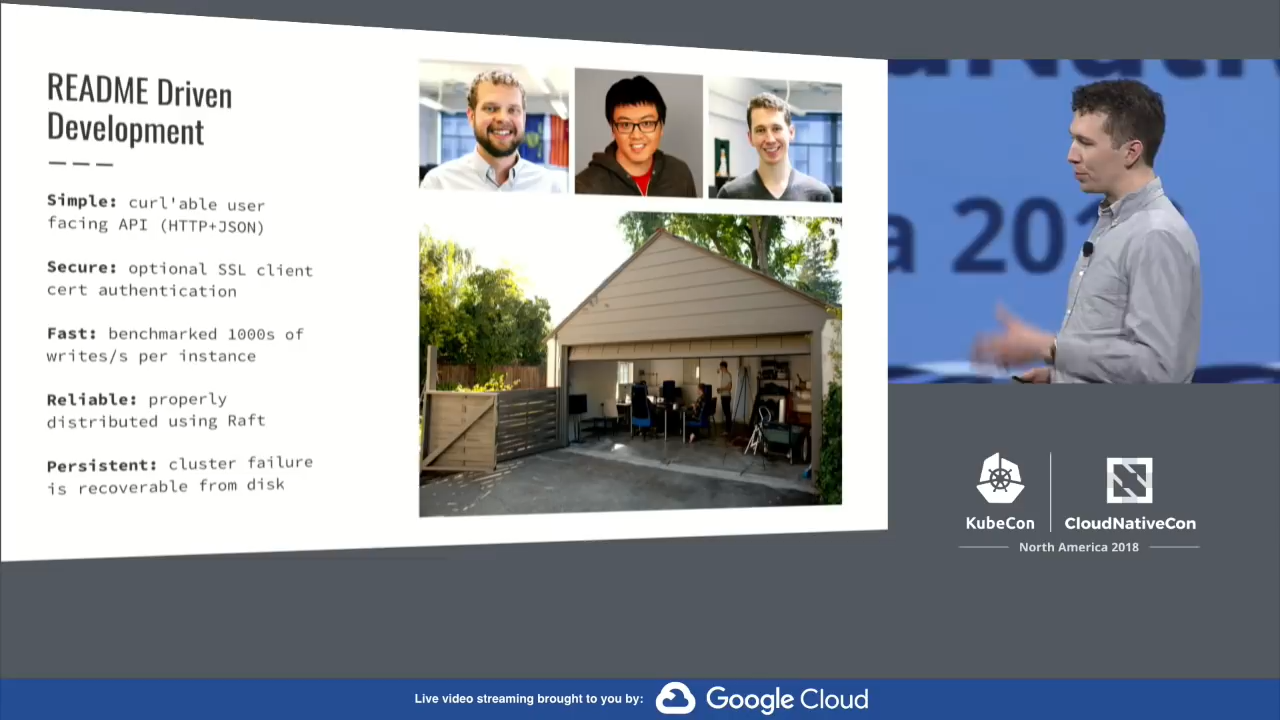 README Driven
Development
Simple: curl'able user
facing API (HTTP+JSON)
Secure: optional SSL client
cert authentication
Fast: benchmarked 1000s of
writes/s per instance
Reliable: properly
distributed using Raft
Persistent: cluster failure
is recoverable from disk
a 20
KubeCon
CloudNativeCon
North America 2018
Live video streaming brought to you by:
Google Cloud